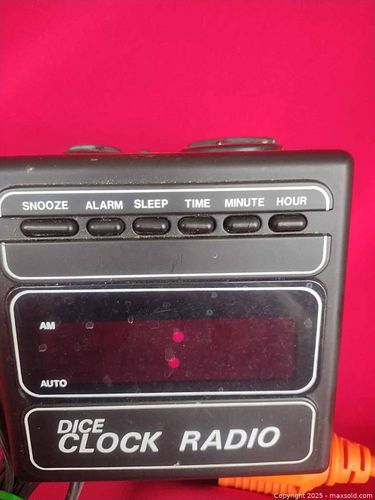 SNOOZE ALARM SLEEP TIME MINUTE HOUR
AM
AUTO
DICE
CLOCK RADIO
Copyright 2025 - maxsold.com